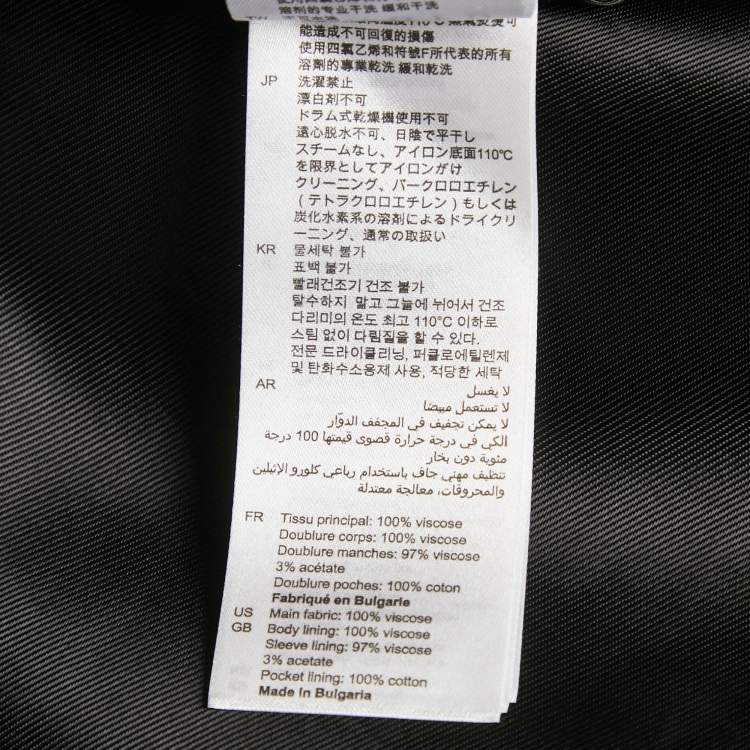 溶剂的专业干洗 缓和干洗
能造成不可回復的損傷
使用四氯乙烯和符號F所代表的所有
溶劑的專業乾洗 緩和乾洗
JP 洗濯禁止
漂白剤不可
ドラム式乾燥機使用不可
遠心脱水不可、日陰で平干し
スチームなし、アイロン底面110℃
を限界としてアイロンがけ
クリーニング、パークロロエチレン
(テトラクロロエチレン)もしくは
炭化水素系の溶剤によるドライクリ
ーニング、通常の取扱い
KR 물세탁 불가
표백 불가
빨래건조기 건조 불가
탈수하지 말고 그늘에 뉘어서 건조
다리미의 온도 최고 110°C 이하로
스팀 없이 다림질을 할 수 있다.
전문 드라이클리닝, 퍼클로에틸렌제
및 탄화수소용제 사용, 적당한 세탁
AR لا يغسل
لا تستعمل مبيضا
لا يمكن تجفيف في المجفف الدوّار
الكي في درجة حرارة قصوى قيمتها 100 درجة
مئوية دون بخار
تنظيف مهني جاف باستخدام رباعي كلورو الإثيلين
والمحروقات، معالجة معتدلة
FR Tissu principal: 100% viscose
Doublure corps: 100% viscose
Doublure manches: 97% viscose
3% acétate
Doublure poches: 100% coton
Fabriqué en Bulgarie
US Main fabric: 100% viscose
GB Body lining: 100% viscose
Sleeve lining: 97% viscose
3% acetate
Pocket lining: 100% cotton
Made In Bulgaria